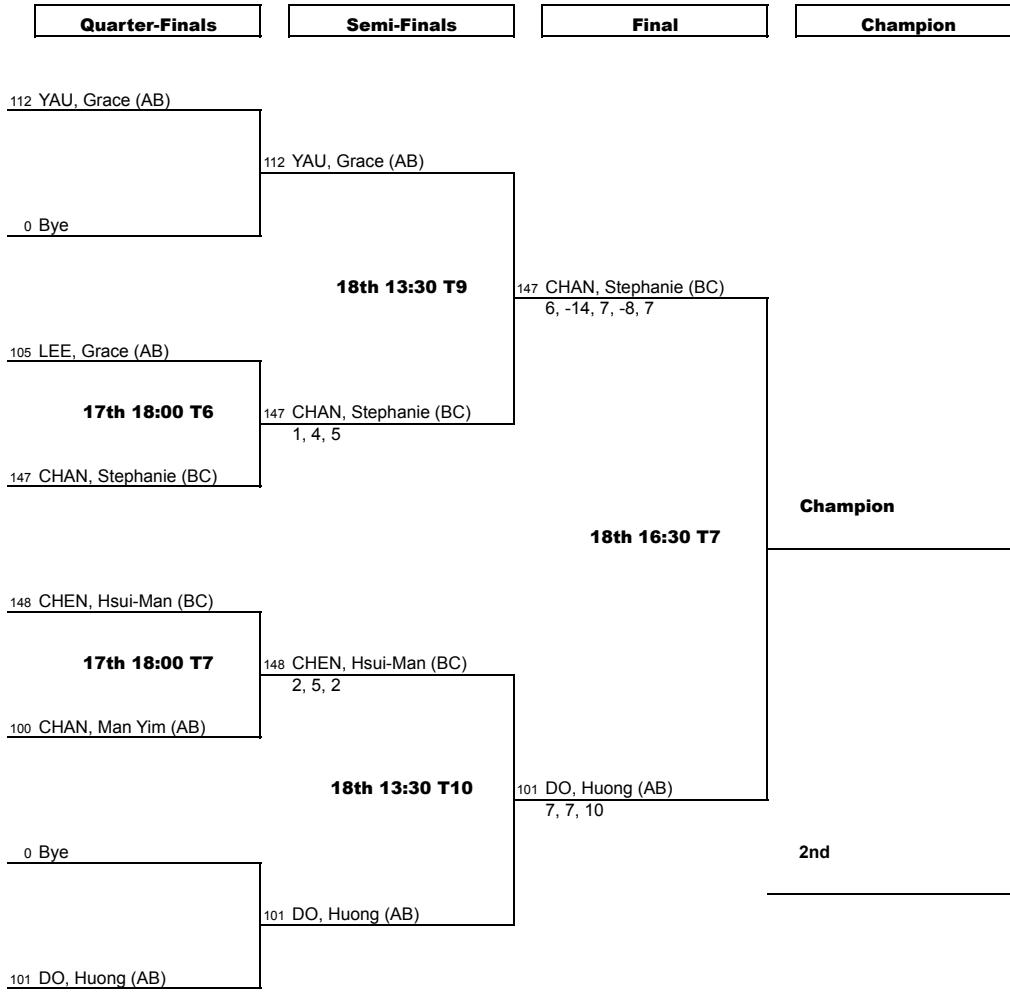 Quarter-Finals Semi-Finals Final Champion
112 YAU, Grace (AB)
112 YAU, Grace (AB)
0 Bye
18th 13:30 T9
147 CHAN, Stephanie (BC)
6, -14, 7, -8, 7
105 LEE, Grace (AB)
17th 18:00 T6
147 CHAN, Stephanie (BC)
1, 4, 5
147 CHAN, Stephanie (BC)
Champion
18th 16:30 T7
148 CHEN, Hsui-Man (BC)
17th 18:00 T7
148 CHEN, Hsui-Man (BC)
2, 5, 2
100 CHAN, Man Yim (AB)
18th 13:30 T10
101 DO, Huong (AB)
7, 7, 10
0 Bye
2nd
101 DO, Huong (AB)
101 DO, Huong (AB)